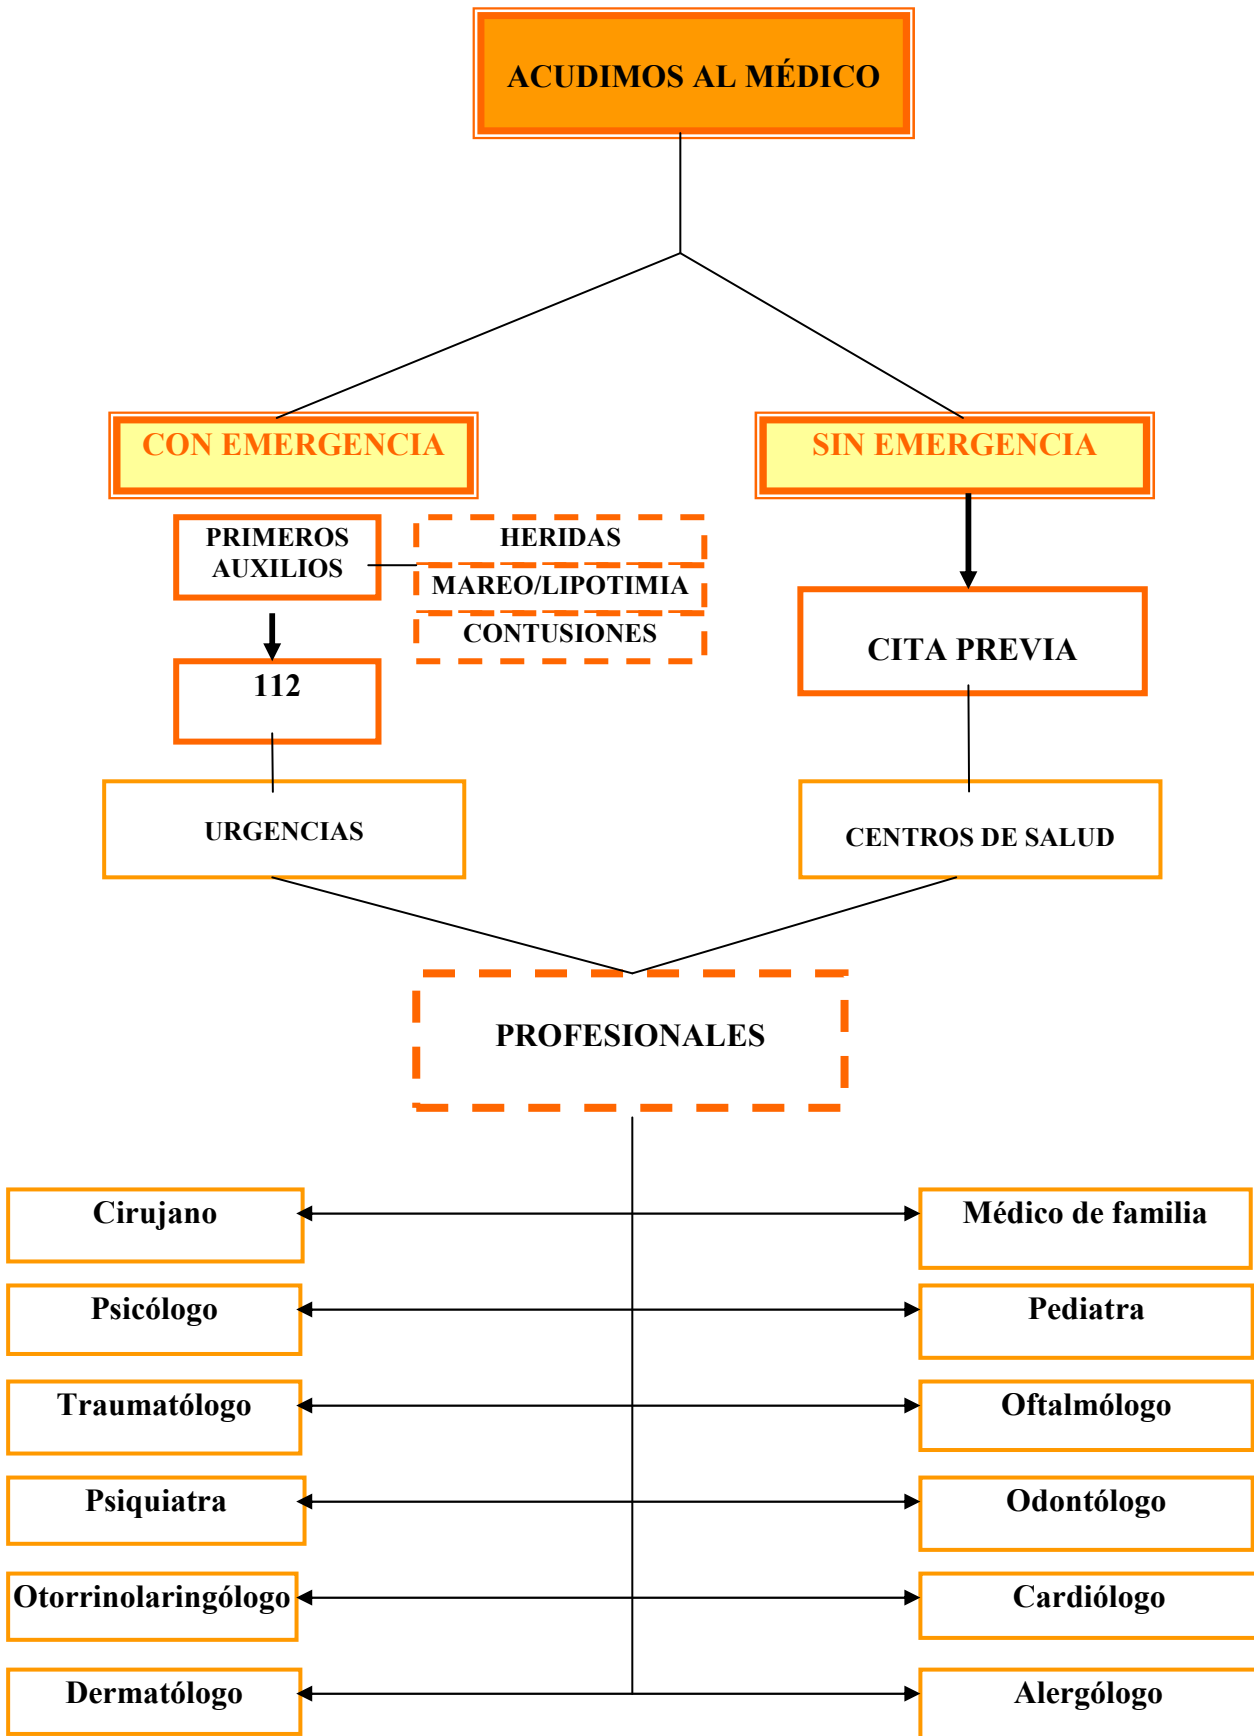 ACUDIMOS AL MÉDICO
CON EMERGENCIA
SIN EMERGENCIA
PRIMEROS
AUXILIOS
HERIDAS
MAREO/LIPOTIMIA
CONTUSIONES
112
CITA PREVIA
URGENCIAS
CENTROS DE SALUD
PROFESIONALES
Cirujano
Médico de familia
Psicólogo
Pediatra
Traumatólogo
Oftalmólogo
Psiquiatra
Odontólogo
Otorrinolaringólogo
Cardiólogo
Dermatólogo
Alergólogo